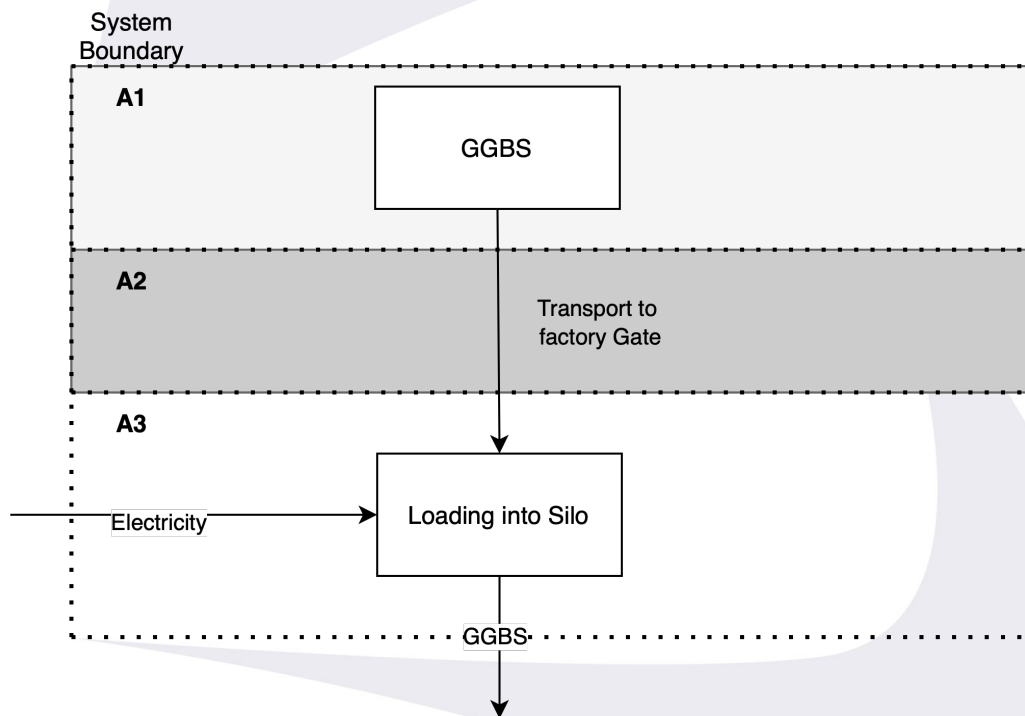 System
Boundary
A1
GGBS
A2
Transport to
factory Gate
A3
Electricity
Loading into Silo
GGBS